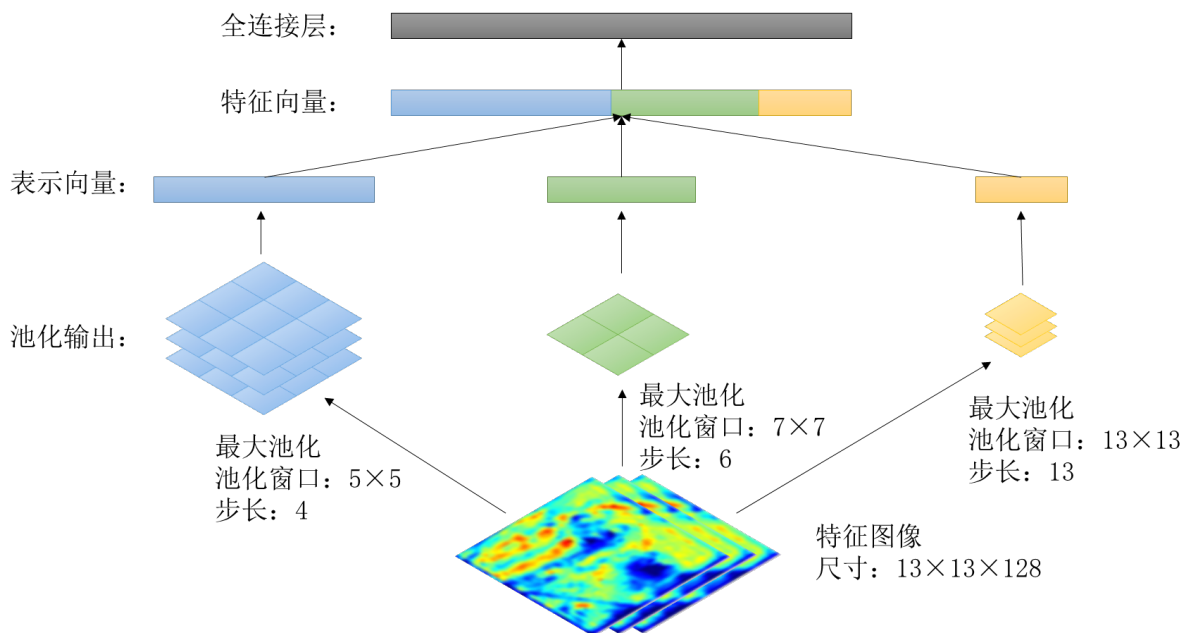 全连接层：
特征向量：
表示向量：
池化输出：
最大池化
池化窗口：5×5
步长：4
最大池化
池化窗口：7×7
步长：6
最大池化
池化窗口：13×13
步长：13
特征图像
尺寸：13×13×128